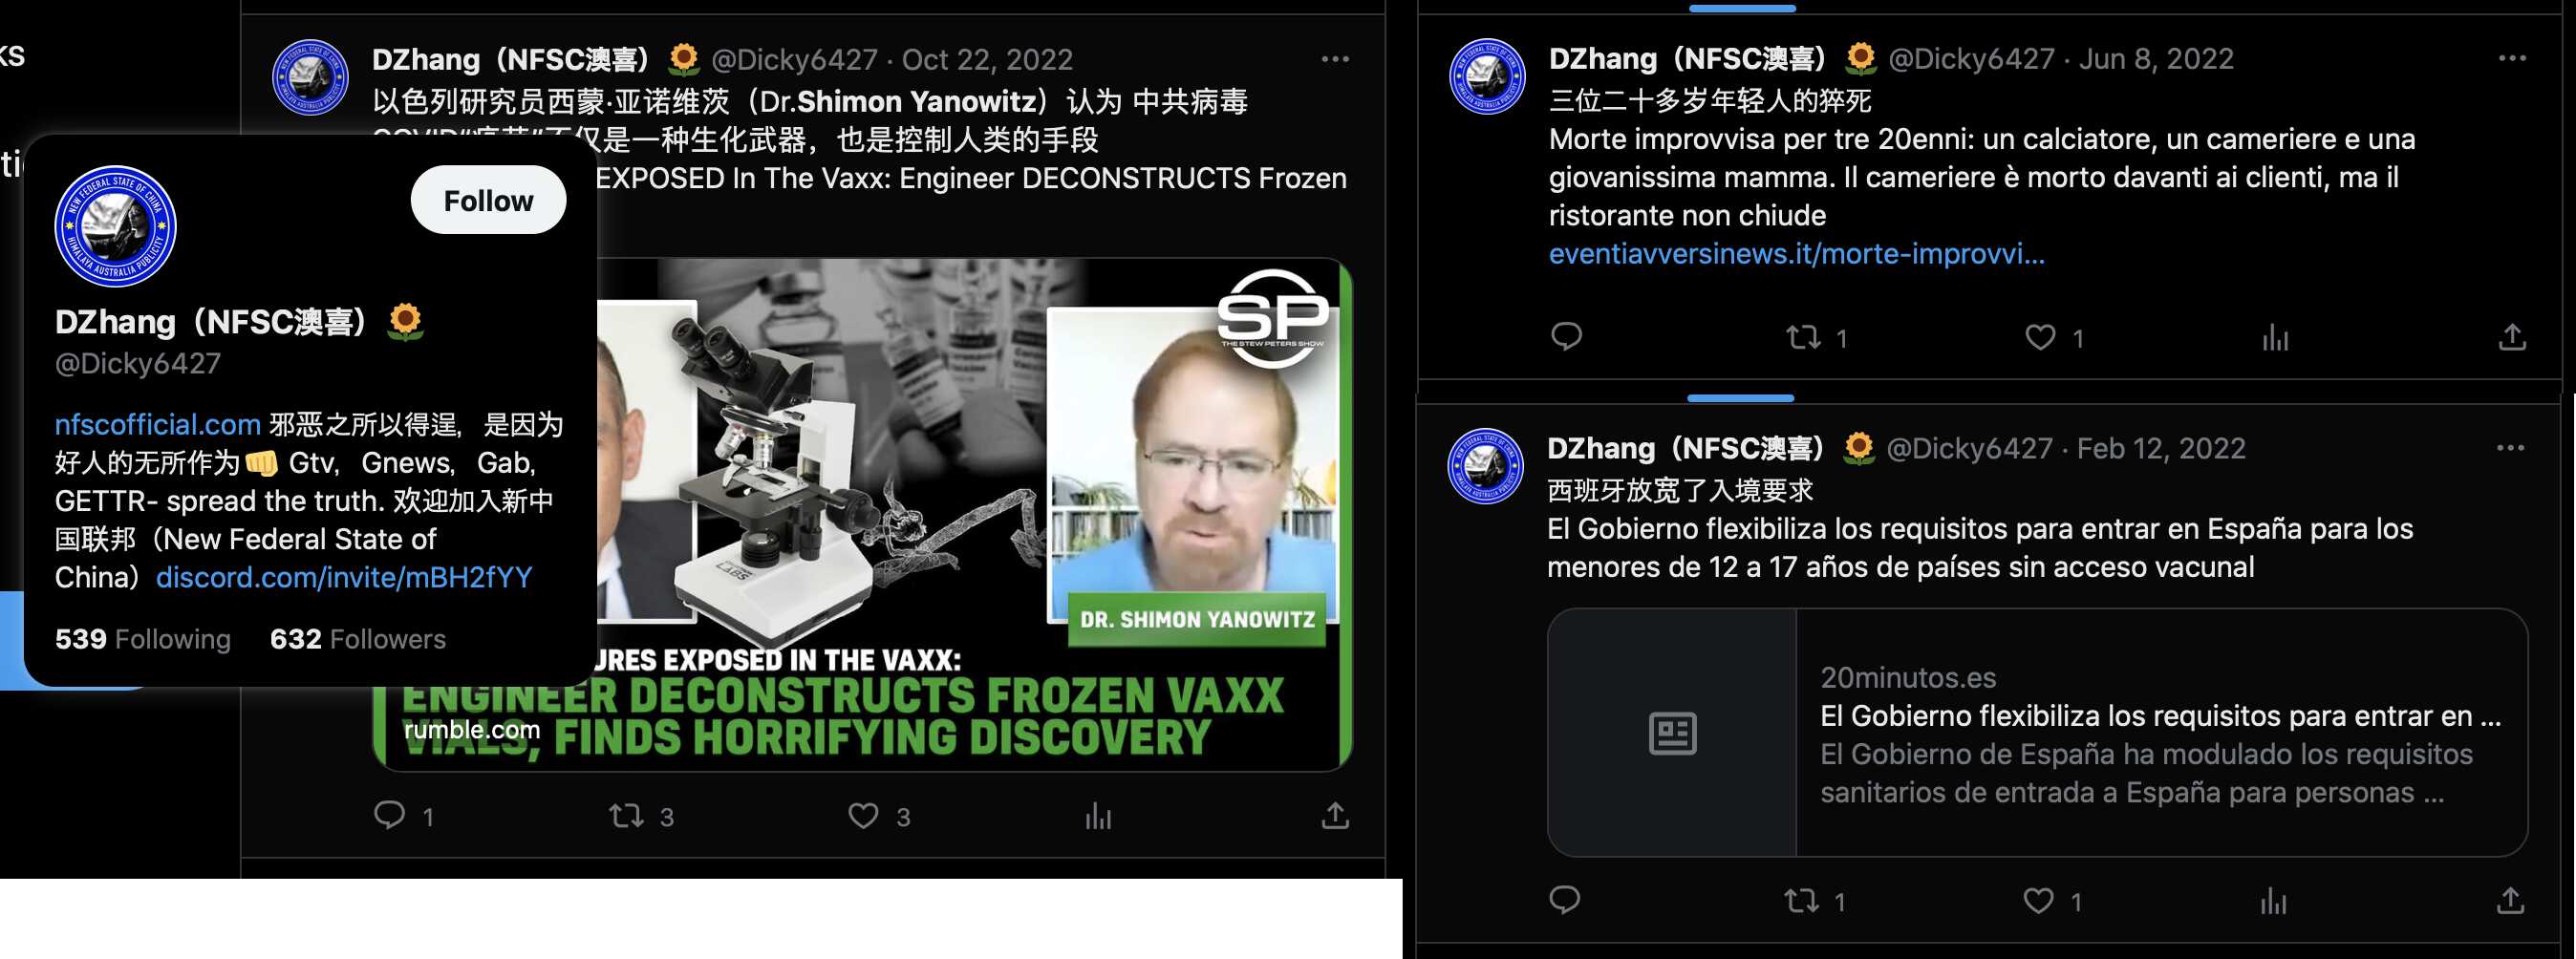 ks
DZhang（NFSC澳喜）🌻 @Dicky6427 · Oct 22, 2022
以色列研究员西蒙·亚诺维茨（Dr.Shimon Yanowitz）认为 中共病毒
COVID“疫苗”不仅是一种生化武器，也是控制人类的手段
EXPOSED In The Vaxx: Engineer DECONSTRUCTS Frozen
NEW FEDERAL STATE OF CHINA
HIMALAYA AUSTRALIA PUBLICITY
Follow
DZhang（NFSC澳喜）🌻
@Dicky6427
nfscofficial.com 邪恶之所以得逞，是因为
好人的无所作为👊 Gtv，Gnews，Gab，
GETTR- spread the truth. 欢迎加入新中
国联邦（New Federal State of
China）discord.com/invite/mBH2fYY
539 Following 632 Followers
SP
THE STEW PETERS SHOW
LABS
DR. SHIMON YANOWITZ
URES EXPOSED IN THE VAXX:
ENGINEER DECONSTRUCTS FROZEN VAXX
VIALS, FINDS HORRIFYING DISCOVERY
rumble.com
1 3 3
DZhang（NFSC澳喜）🌻 @Dicky6427 · Jun 8, 2022
三位二十多岁年轻人的猝死
Morte improvvisa per tre 20enni: un calciatore, un cameriere e una
giovanissima mamma. Il cameriere è morto davanti ai clienti, ma il
ristorante non chiude
eventiavversinews.it/morte-improvvi...
1 1
DZhang（NFSC澳喜）🌻 @Dicky6427 · Feb 12, 2022
西班牙放宽了入境要求
El Gobierno flexibiliza los requisitos para entrar en España para los
menores de 12 a 17 años de países sin acceso vacunal
20minutos.es
El Gobierno flexibiliza los requisitos para entrar en ...
El Gobierno de España ha modulado los requisitos
sanitarios de entrada a España para personas ...
1 1